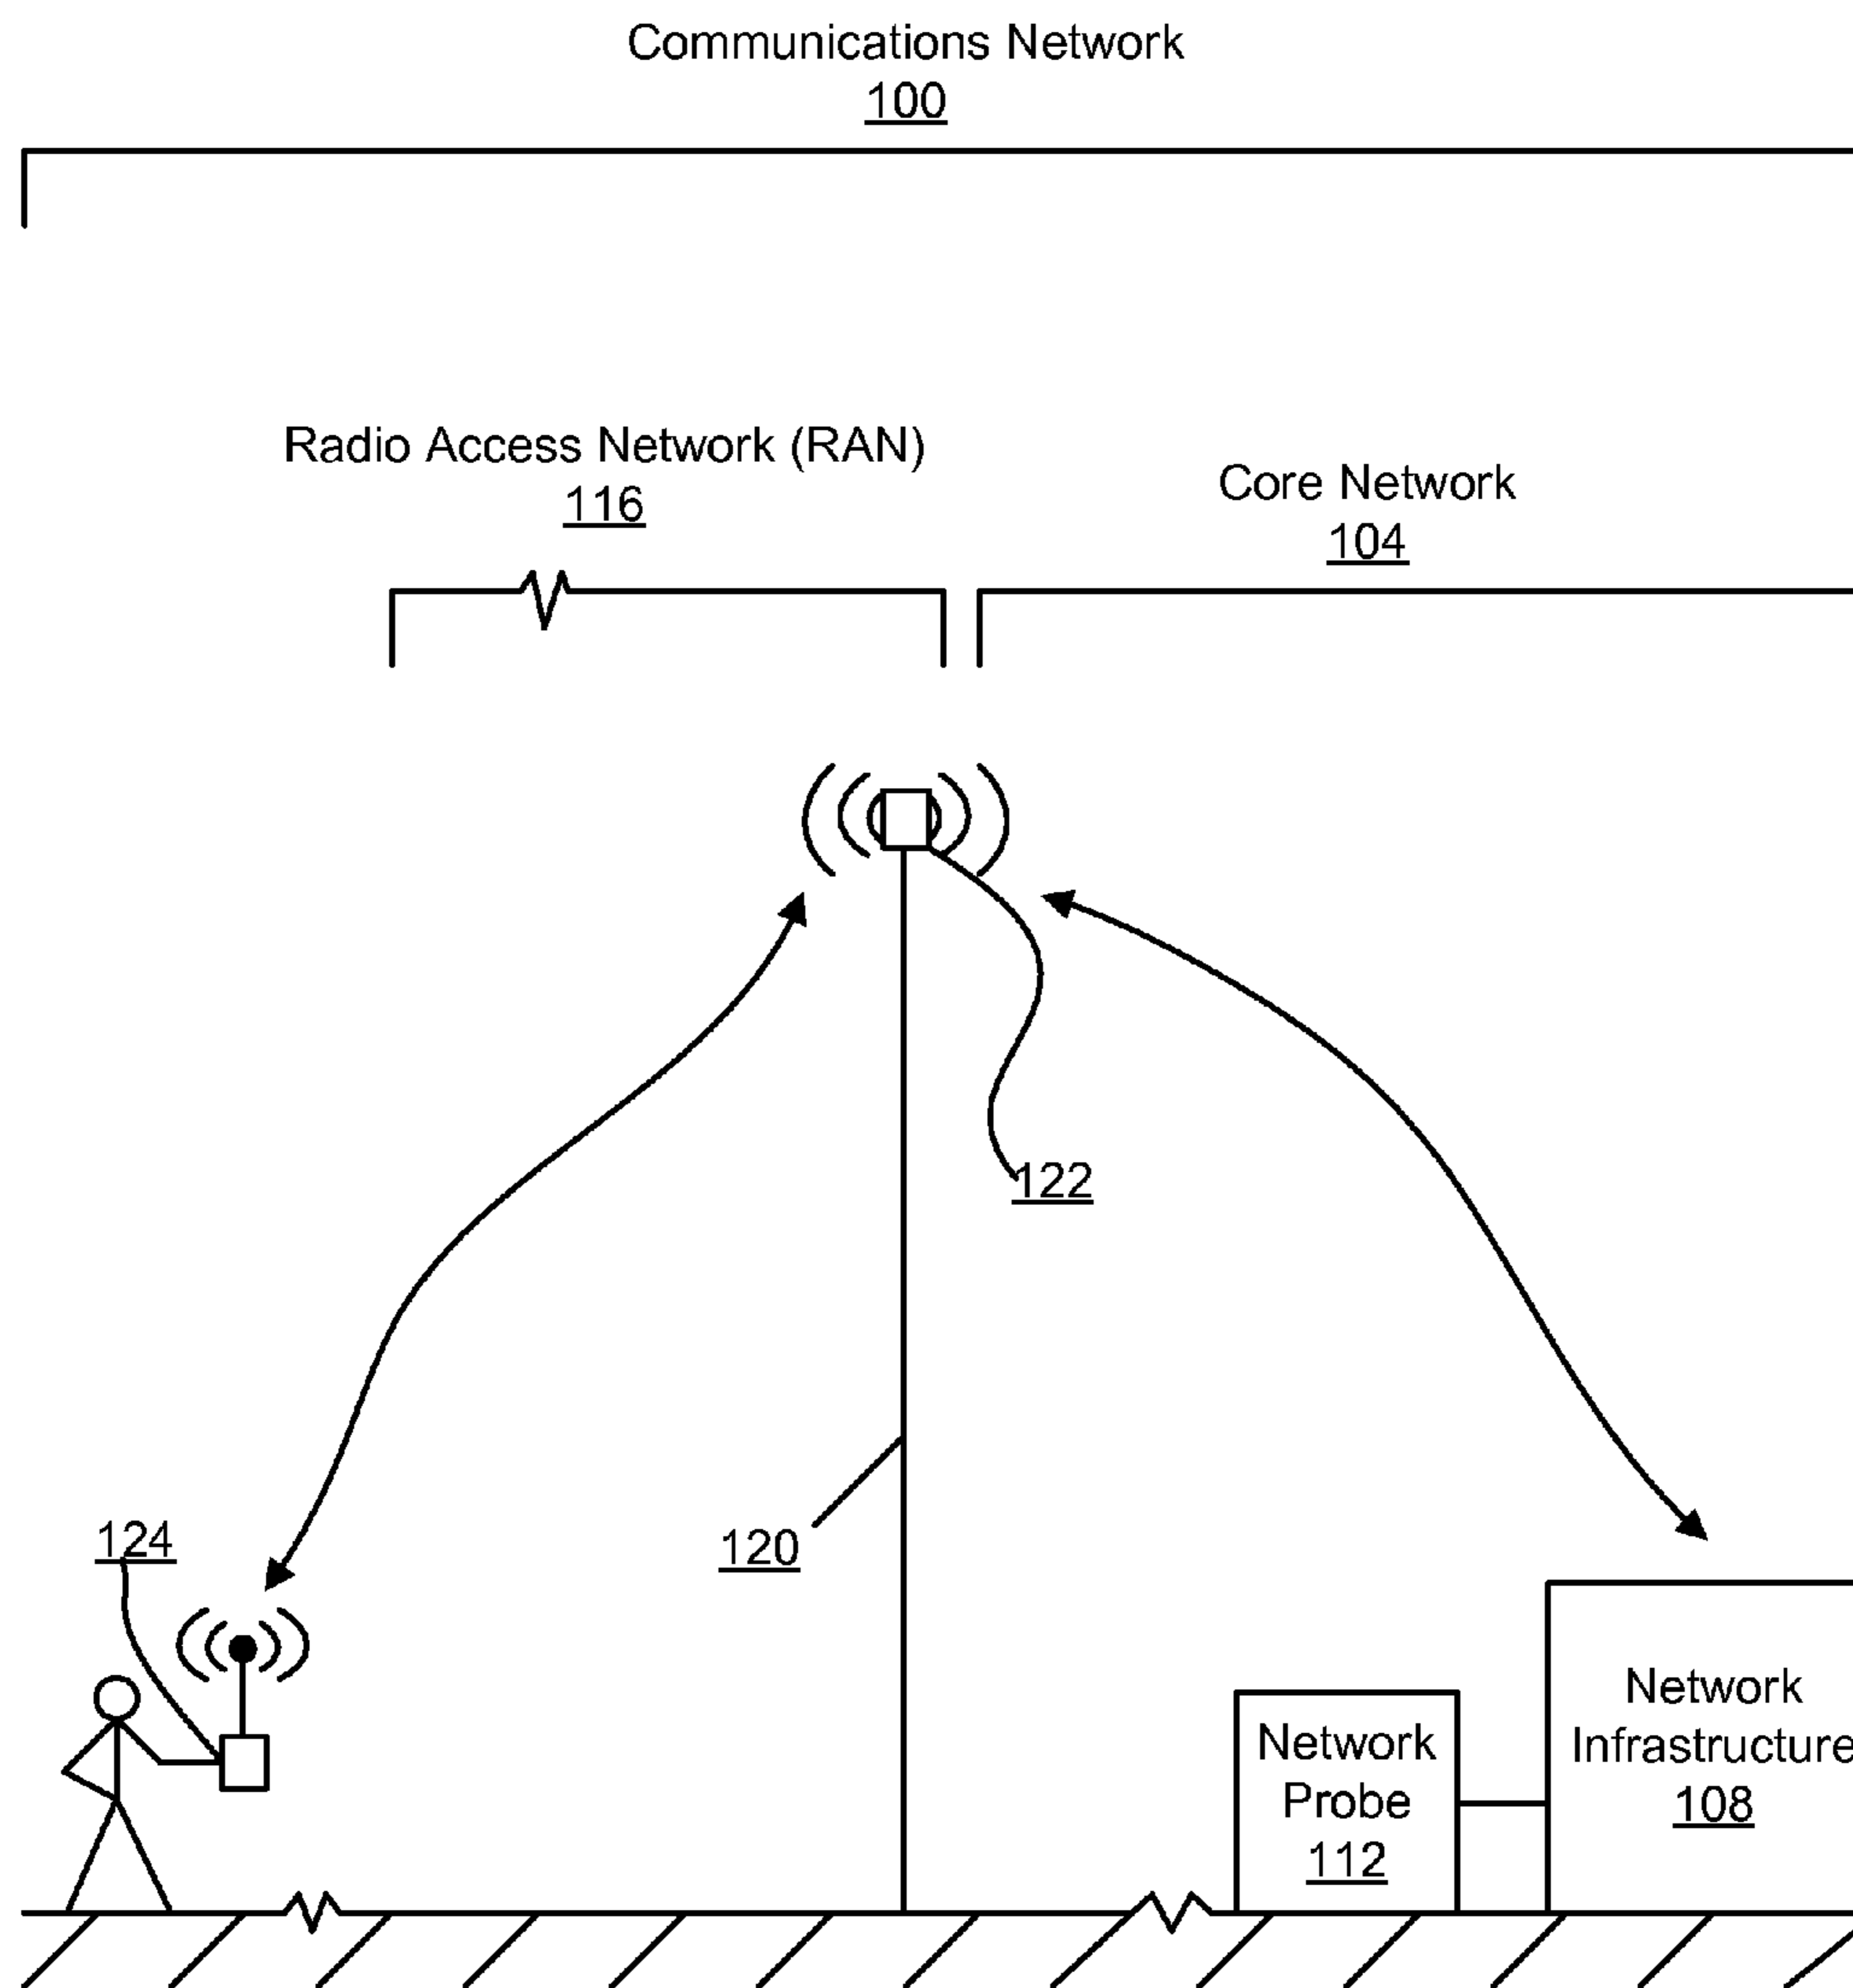 Communications Network
100
Radio Access Network (RAN)
116
Core Network
104
122
124
120
Network
Probe
112
Network
Infrastructure
108